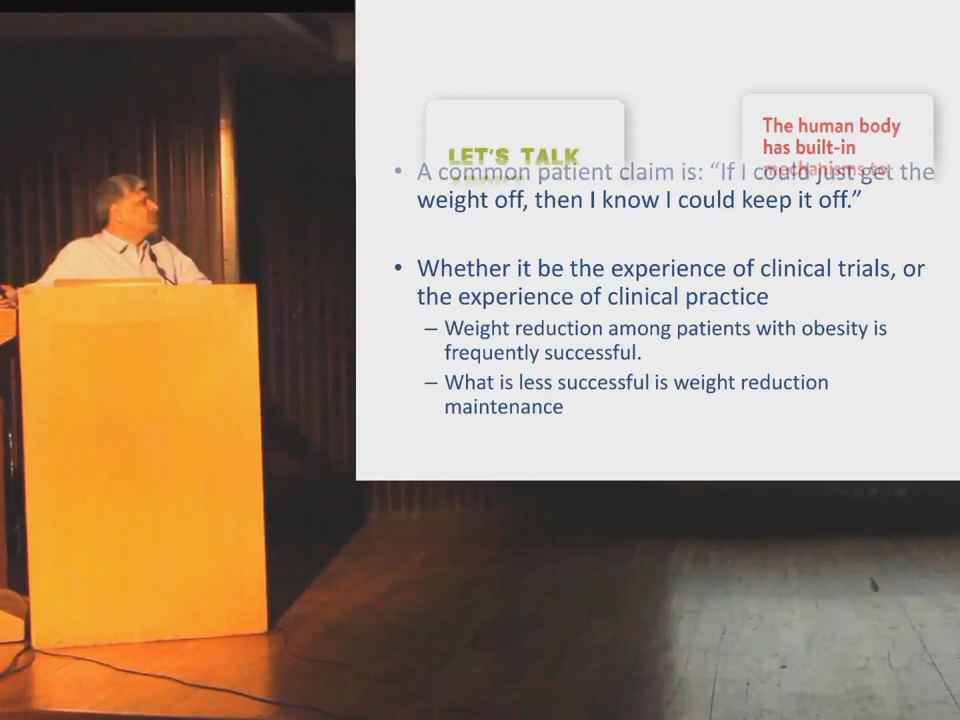 LET'S TALK
The human body
has built-in
mechanisms to
• A common patient claim is: “If I could just get the
weight off, then I know I could keep it off.”
• Whether it be the experience of clinical trials, or
the experience of clinical practice
– Weight reduction among patients with obesity is
frequently successful.
– What is less successful is weight reduction
maintenance